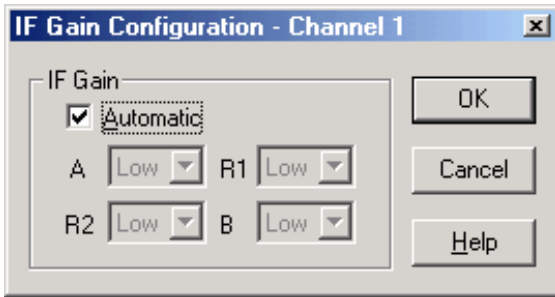 IF Gain Configuration - Channel 1
IF Gain
Automatic
OK
A Low R1 Low
Cancel
R2 Low B Low
Help